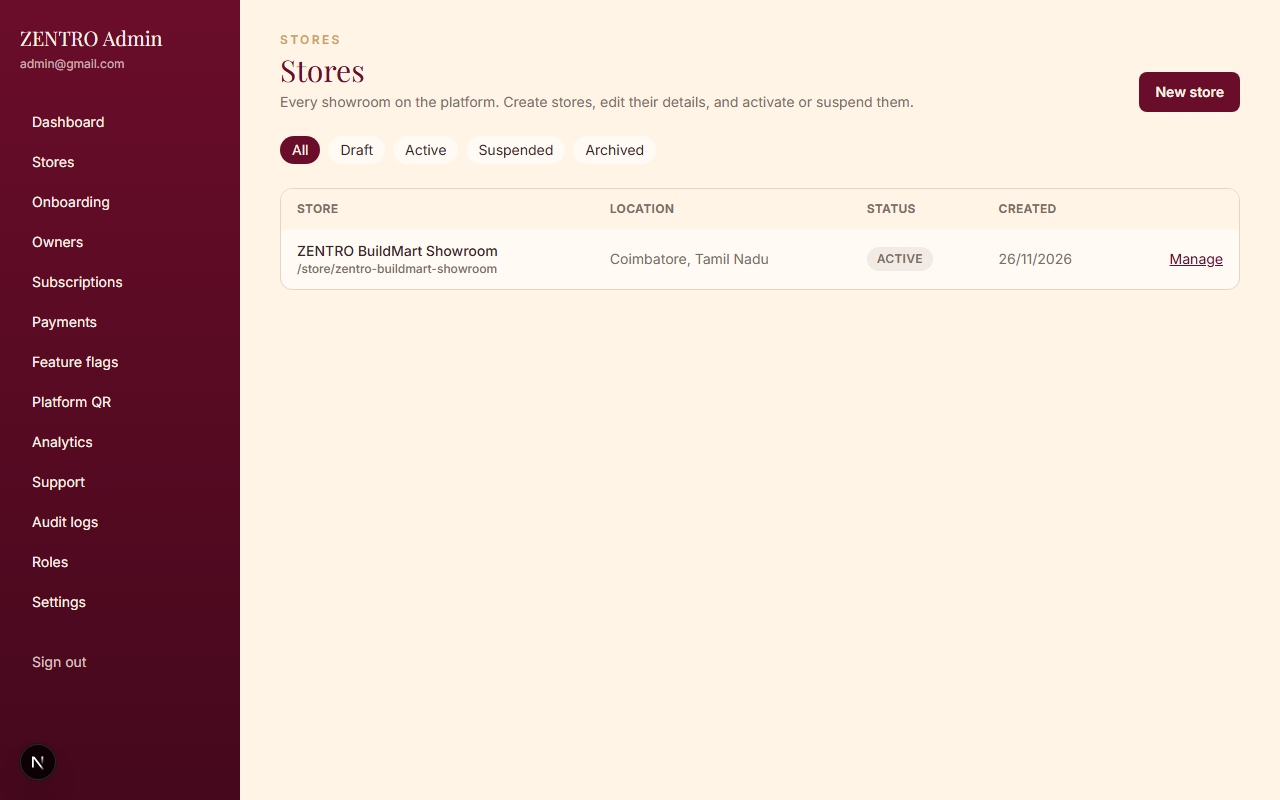 ZENTRO Admin
admin@gmail.com
Dashboard
Stores
Onboarding
Owners
Subscriptions
Payments
Feature flags
Platform QR
Analytics
Support
Audit logs
Roles
Settings
Sign out
N
STORES
Stores
Every showroom on the platform. Create stores, edit their details, and activate or suspend them.
New store
All Draft Active Suspended Archived
STORE LOCATION STATUS CREATED
ZENTRO BuildMart Showroom
/store/zentro-buildmart-showroom
Coimbatore, Tamil Nadu ACTIVE 26/11/2026 Manage